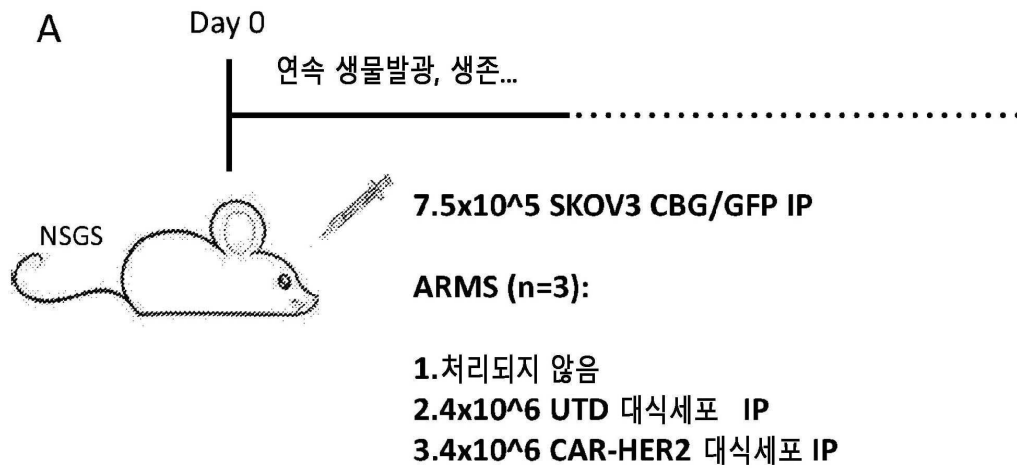 A
Day 0
연속 생물발광, 생존...
NSGS
7.5x10^5 SKOV3 CBG/GFP IP
ARMS (n=3):
1.처리되지 않음
2.4x10^6 UTD 대식세포 IP
3.4x10^6 CAR-HER2 대식세포 IP